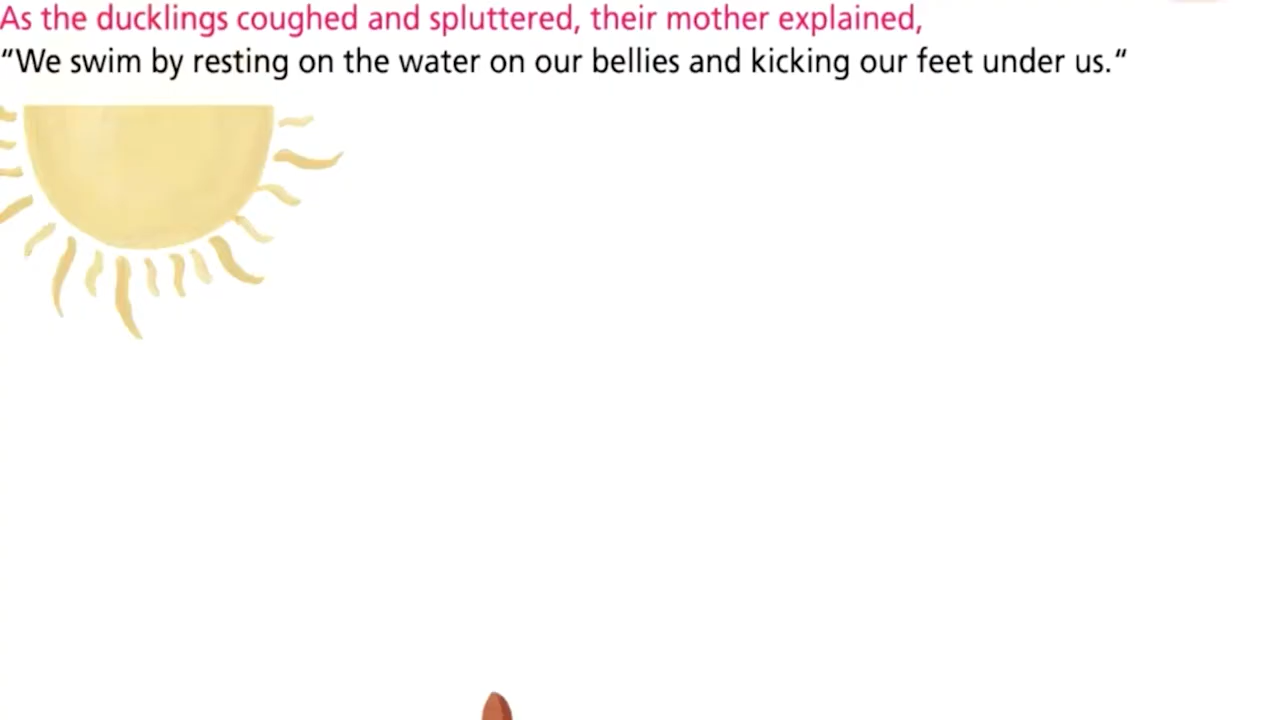 As the ducklings coughed and spluttered, their mother explained,
“We swim by resting on the water on our bellies and kicking our feet under us.“